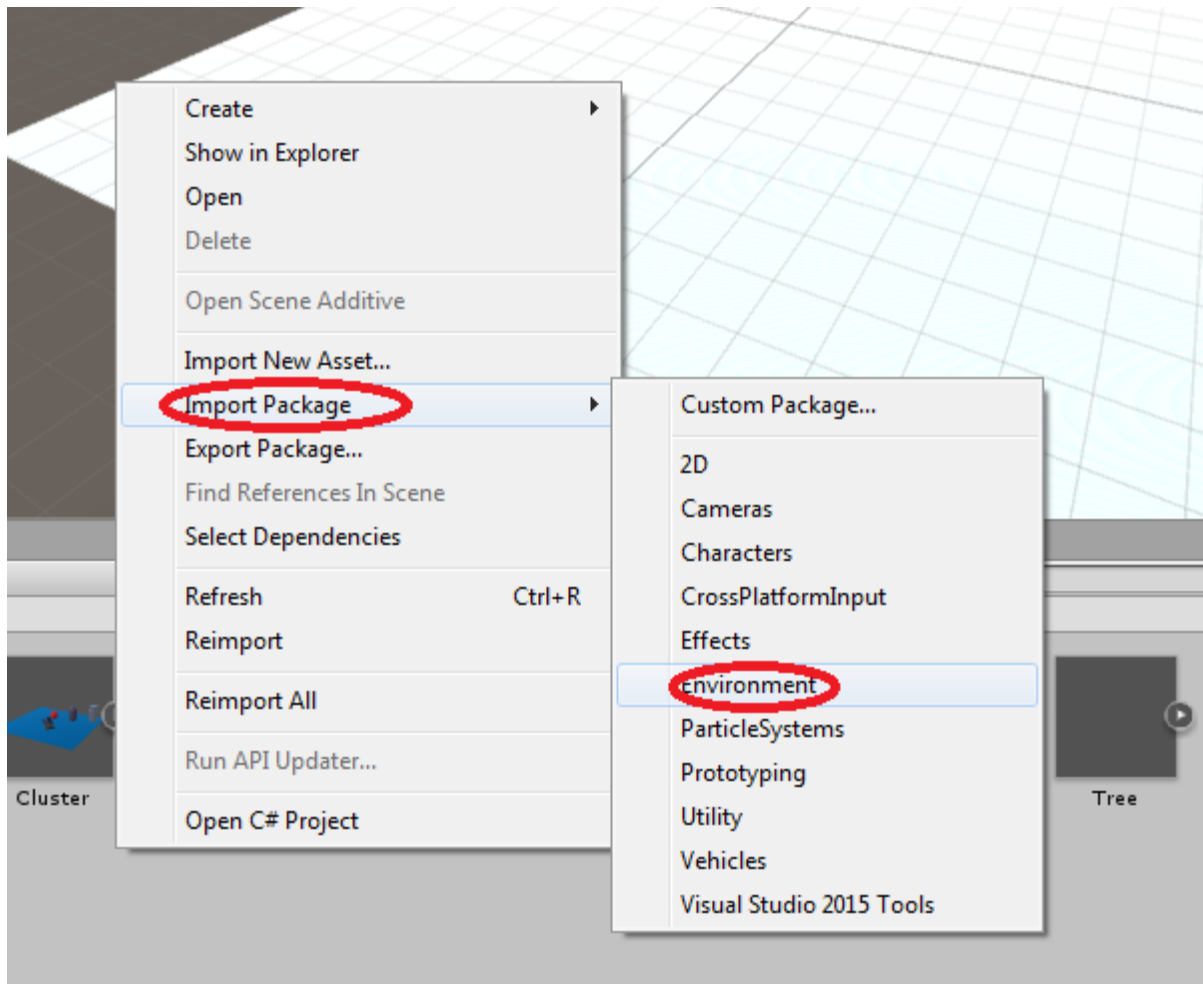 Create
Show in Explorer
Open
Delete
Open Scene Additive
Import New Asset...
Import Package
Export Package...
Find References In Scene
Select Dependencies
Refresh Ctrl+R
Reimport
Reimport All
Run API Updater...
Open C# Project
Custom Package...
2D
Cameras
Characters
CrossPlatformInput
Effects
Environment
ParticleSystems
Prototyping
Utility
Vehicles
Visual Studio 2015 Tools
Cluster
Tree